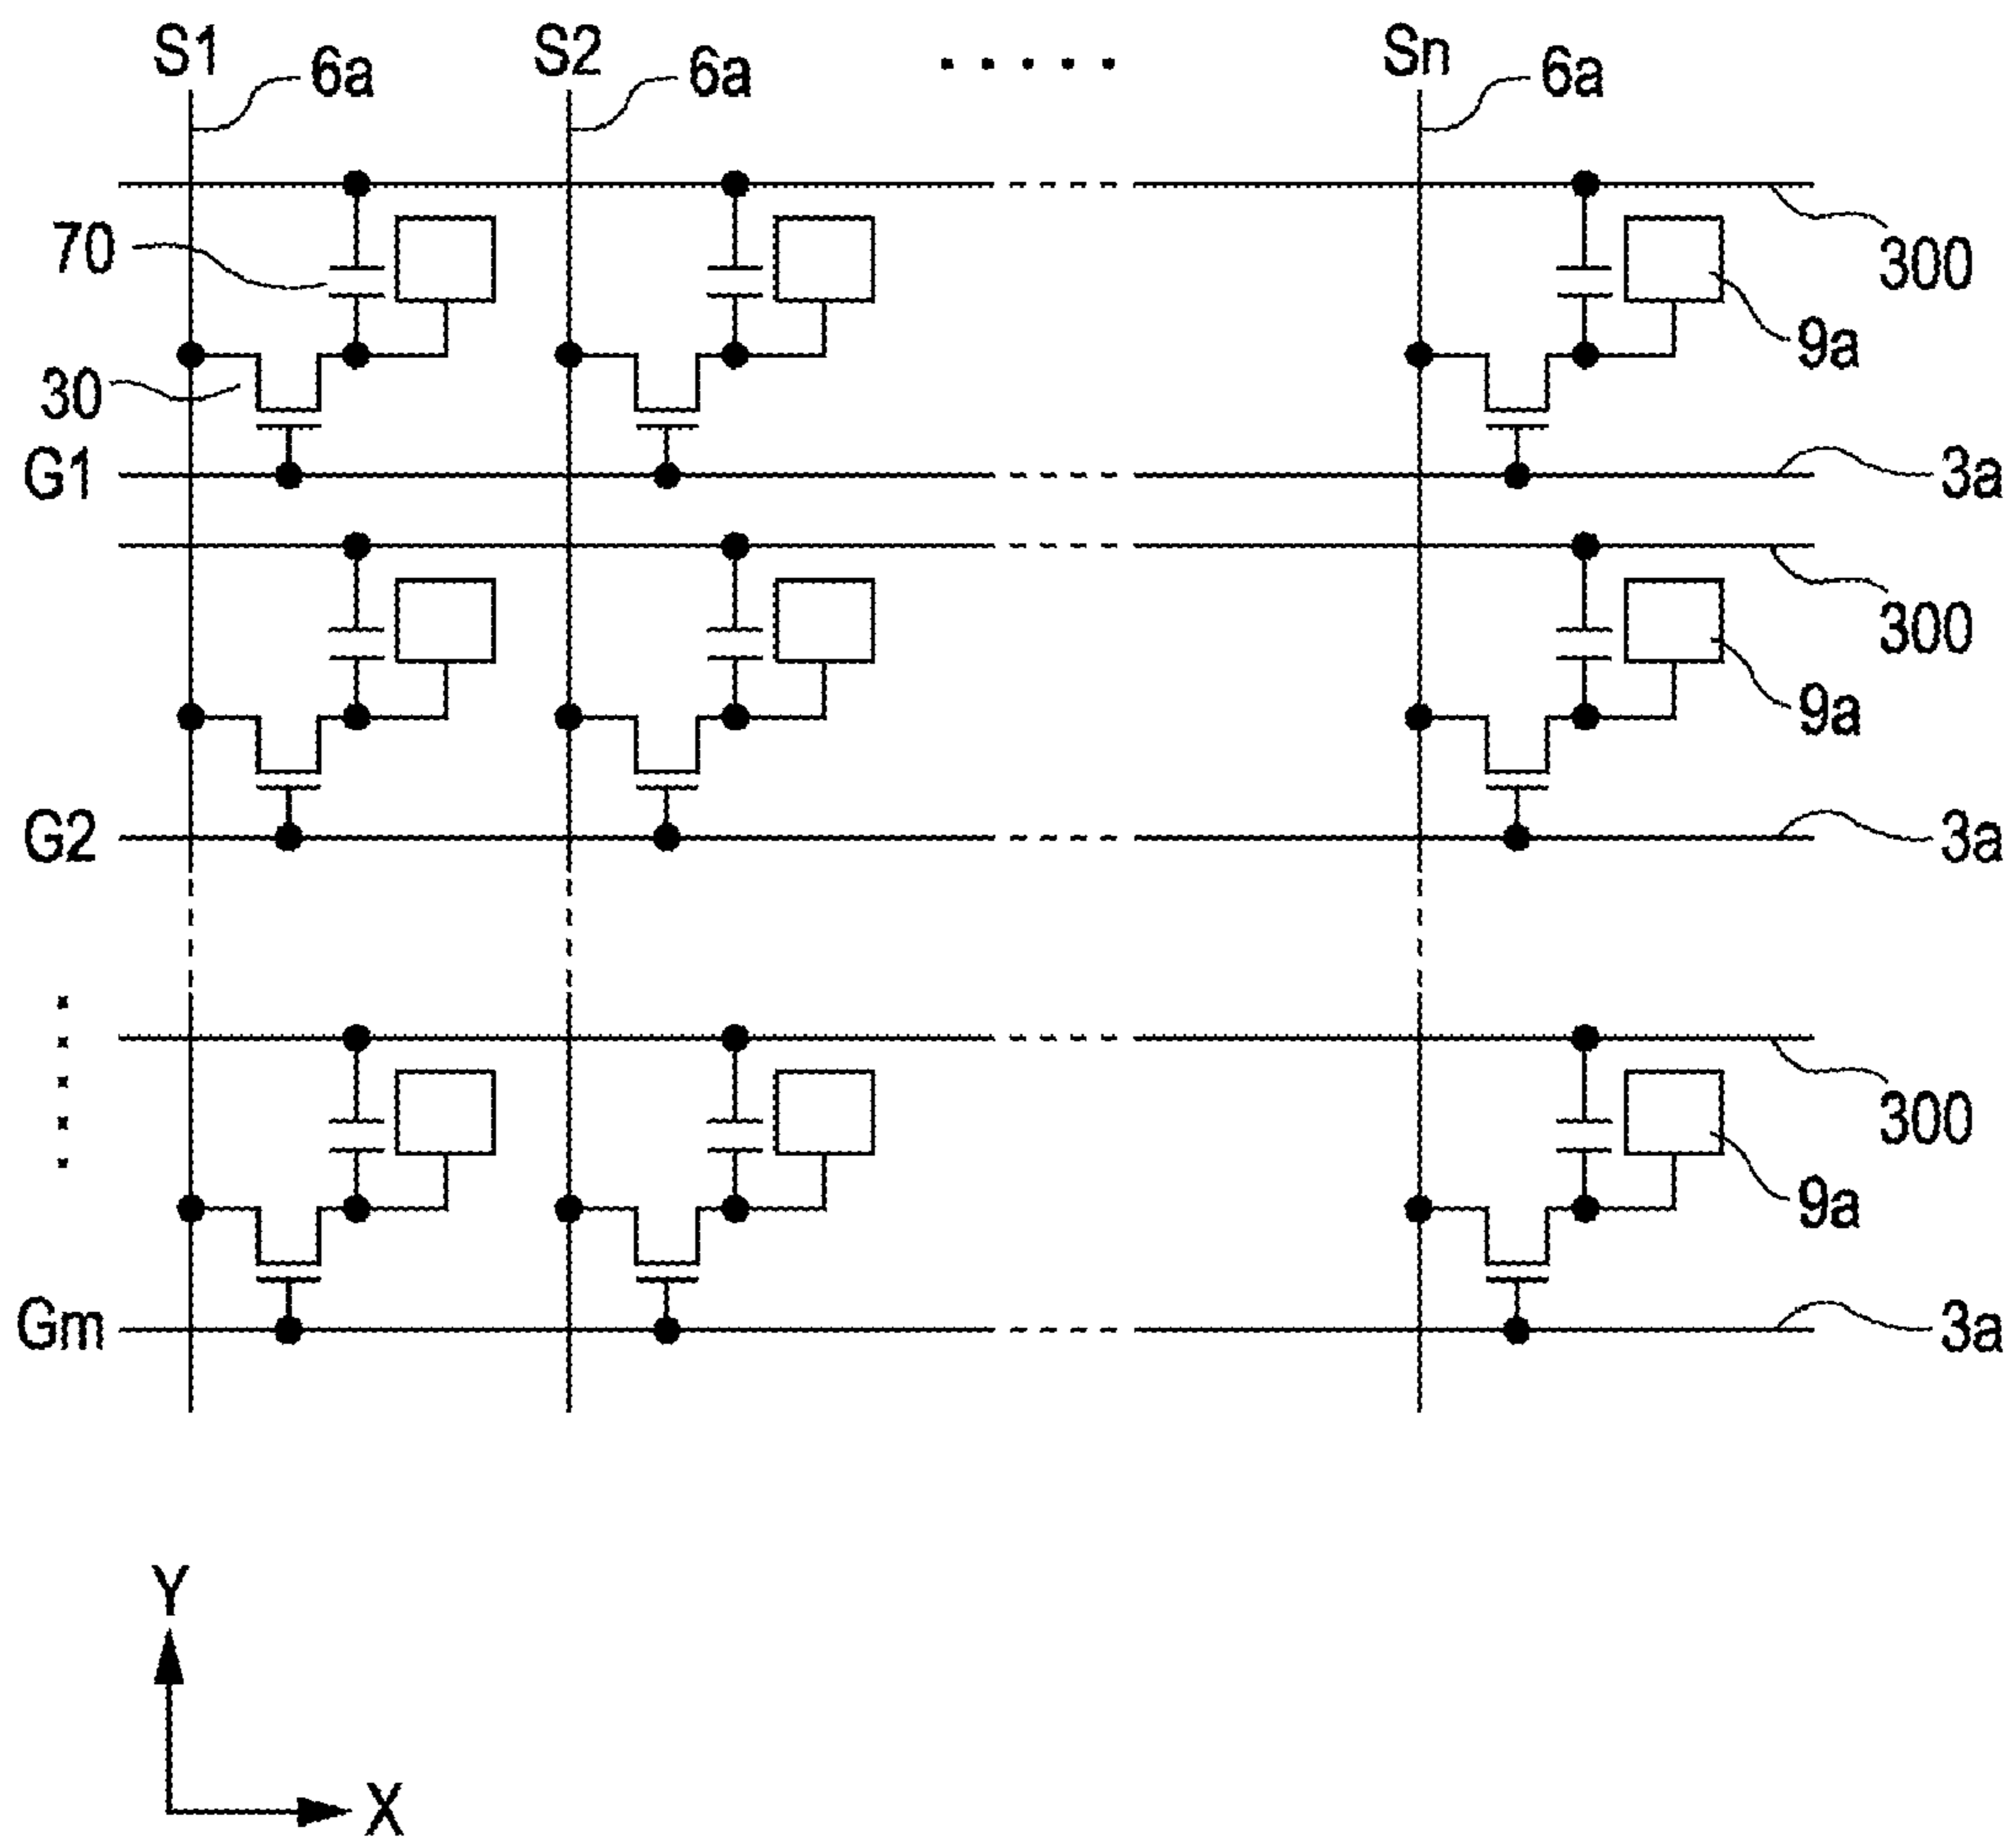 S1 6a S2 6a ..... Sn 6a
70 300
9a
30
G1 3a
300
9a
G2 3a
300
9a
Gm 3a
Y
X